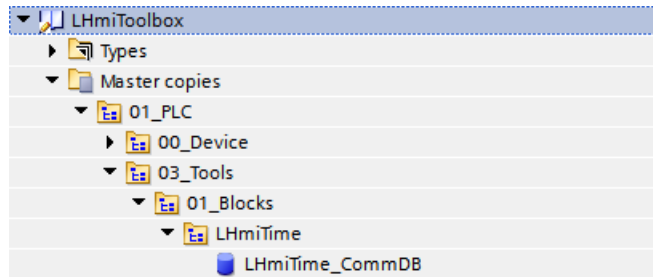 LHmiToolbox
Types
Master copies
01_PLC
00_Device
03_Tools
01_Blocks
LHmiTime
LHmiTime_CommDB